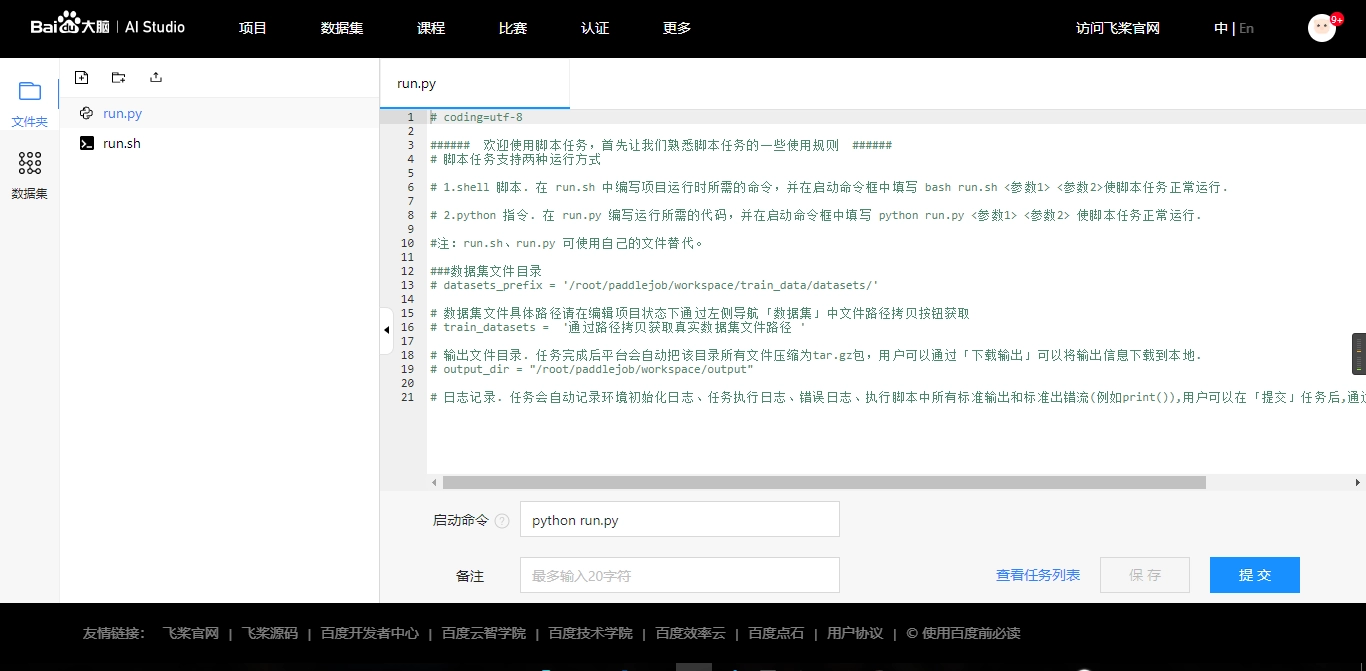 Bai du 大脑 | AI Studio 项目 数据集 课程 比赛 认证 更多 访问飞桨官网 中 | En 9+
文件夹
数据集
run.py
run.sh
run.py
1 # coding=utf-8
2
3 ###### 欢迎使用脚本任务，首先让我们熟悉脚本任务的一些使用规则 ######
4 # 脚本任务支持两种运行方式
5
6 # 1.shell 脚本. 在 run.sh 中编写项目运行时所需的命令，并在启动命令框中填写 bash run.sh <参数1> <参数2>使脚本任务正常运行.
7
8 # 2.python 指令. 在 run.py 编写运行所需的代码，并在启动命令框中填写 python run.py <参数1> <参数2> 使脚本任务正常运行.
9
10 #注：run.sh、run.py 可使用自己的文件替代。
11
12 ###数据集文件目录
13 # datasets_prefix = '/root/paddlejob/workspace/train_data/datasets/'
14
15 # 数据集文件具体路径请在编辑项目状态下通过左侧导航「数据集」中文件路径拷贝按钮获取
16 # train_datasets = '通过路径拷贝获取真实数据集文件路径 '
17
18 # 输出文件目录. 任务完成后平台会自动把该目录所有文件压缩为tar.gz包，用户可以通过「下载输出」可以将输出信息下载到本地.
19 # output_dir = "/root/paddlejob/workspace/output"
20
21 # 日志记录. 任务会自动记录环境初始化日志、任务执行日志、错误日志、执行脚本中所有标准输出和标准出错流(例如print()),用户可以在「提交」任务后,通过
启动命令 ? python run.py
备注 最多输入20字符 查看任务列表 保 存 提 交
友情链接： 飞桨官网 | 飞桨源码 | 百度开发者中心 | 百度云智学院 | 百度技术学院 | 百度效率云 | 百度点石 | 用户协议 | © 使用百度前必读